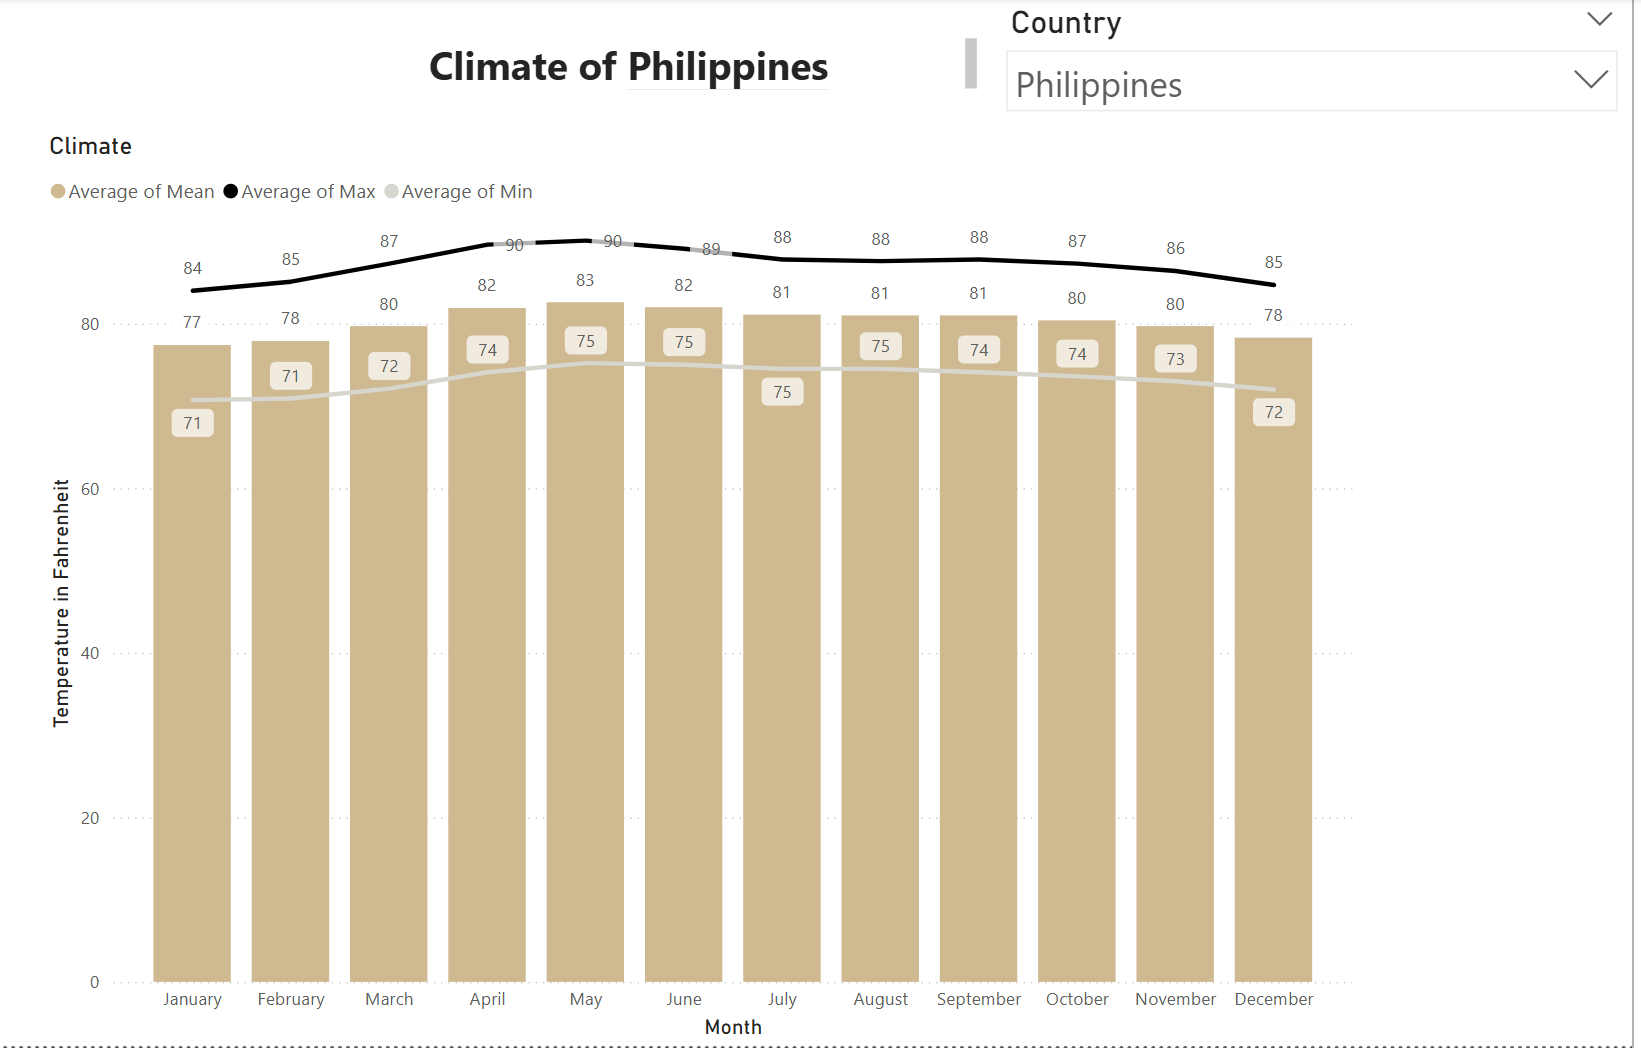 Country
Climate of Philippines
Philippines
Climate
Average of Mean Average of Max Average of Min
84 85 87 90 90 89 88 88 88 87 86 85
77 78 80 82 83 82 81 81 81 80 80 78
71 71 72 74 75 75 75 75 74 74 73 72
80
60
40
20
0
Temperature in Fahrenheit
January February March April May June July August September October November December
Month